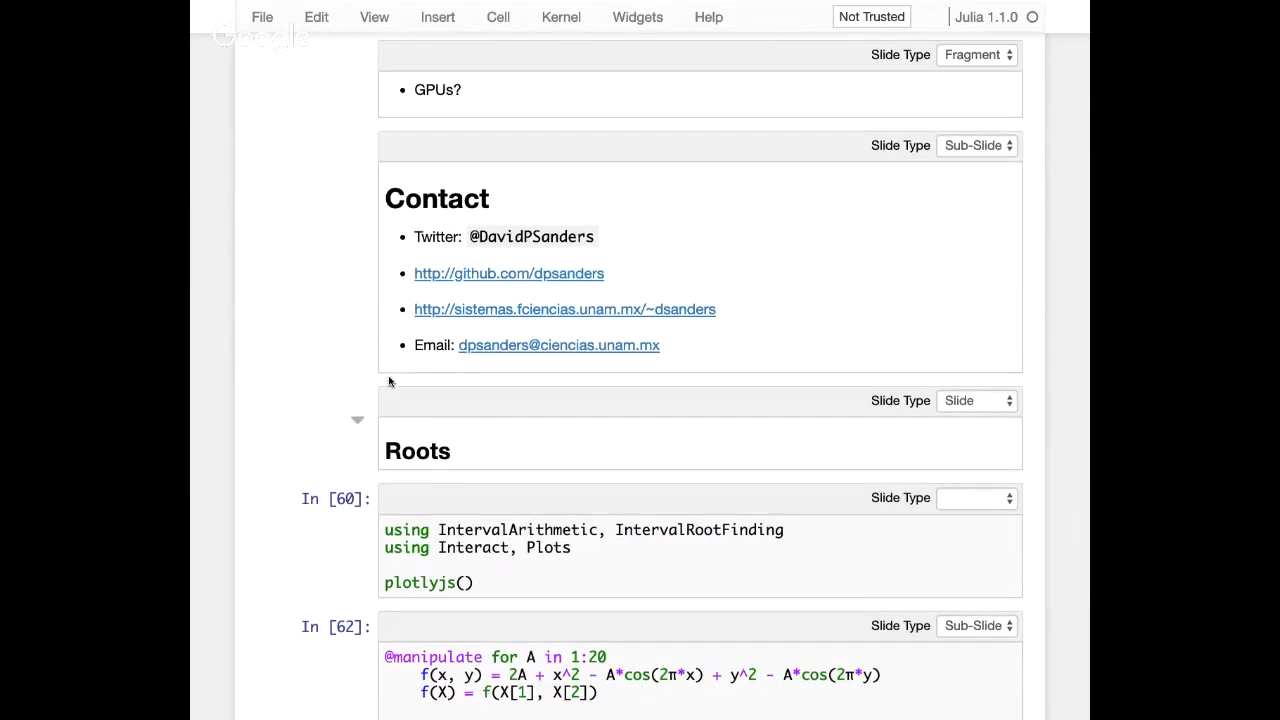 File Edit View Insert Cell Kernel Widgets Help Not Trusted Julia 1.1.0
Google
Slide Type Fragment
GPUs?
Slide Type Sub-Slide
Contact
Twitter: @DavidPSanders
http://github.com/dpsanders
http://sistemas.fciencias.unam.mx/~dsanders
Email: dpsanders@ciencias.unam.mx
Slide Type Slide
Roots
In [60]: Slide Type
using IntervalArithmetic, IntervalRootFinding
using Interact, Plots
plotlyjs()
In [62]: Slide Type Sub-Slide
@manipulate for A in 1:20
f(x, y) = 2A + x^2 - A*cos(2π*x) + y^2 - A*cos(2π*y)
f(X) = f(X[1], X[2])